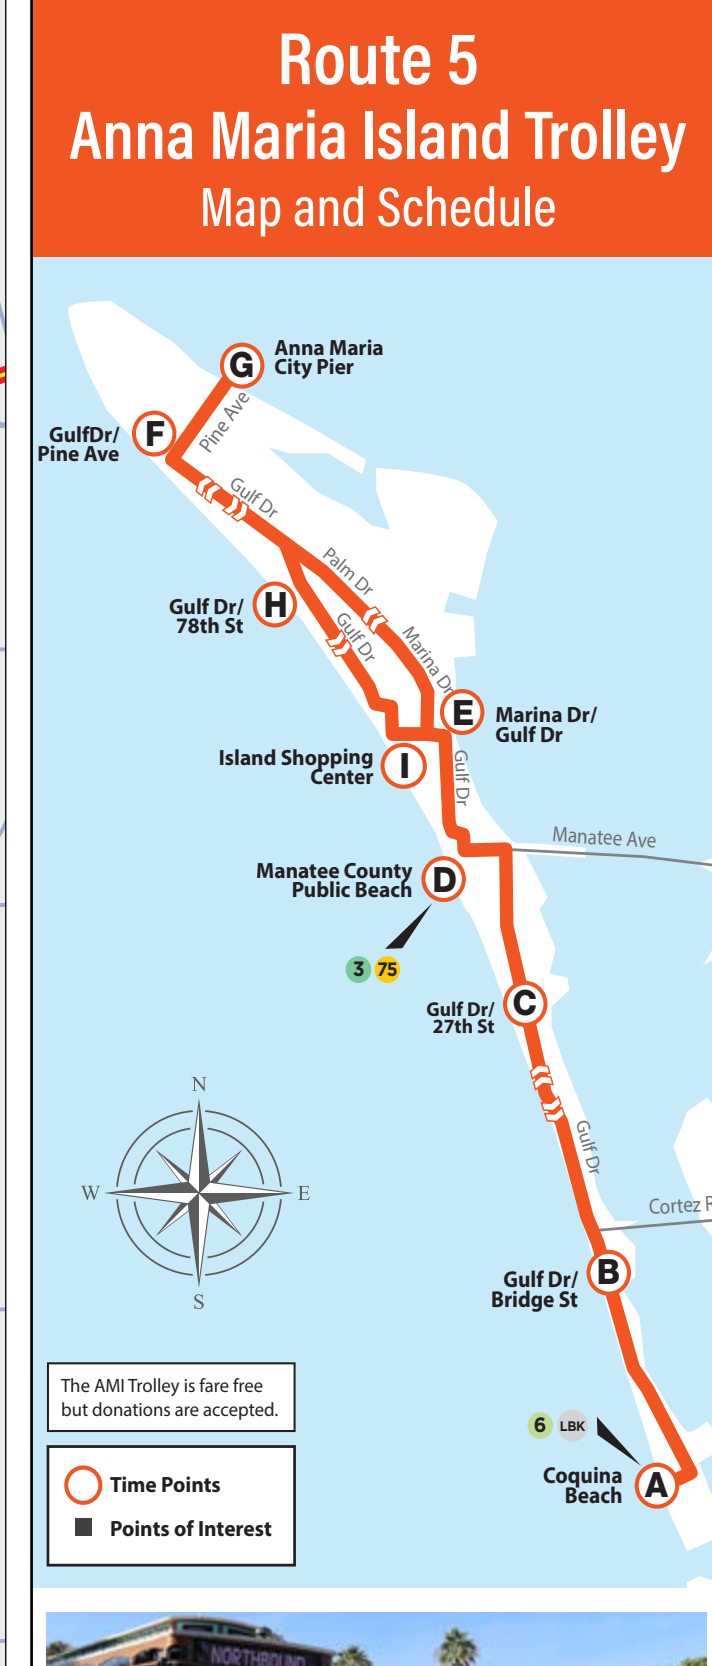 Route 5
Anna Maria Island Trolley
Map and Schedule
G
Anna Maria
City Pier
Pine Ave
F
GulfDr/
Pine Ave
Gulf Dr
Palm Dr
H
Gulf Dr/
78th St
Gulf Dr
Marina Dr
E
Marina Dr/
Gulf Dr
Island Shopping
Center
I
Gulf Dr
Manatee Ave
Manatee County
Public Beach
D
3 75
Gulf Dr/
27th St
C
N
W
E
S
Gulf Dr
Cortez
B
Gulf Dr/
Bridge St
The AMI Trolley is fare free
but donations are accepted.
6 LBK
Coquina
Beach
A
Time Points
Points of Interest
NORTHBOUND